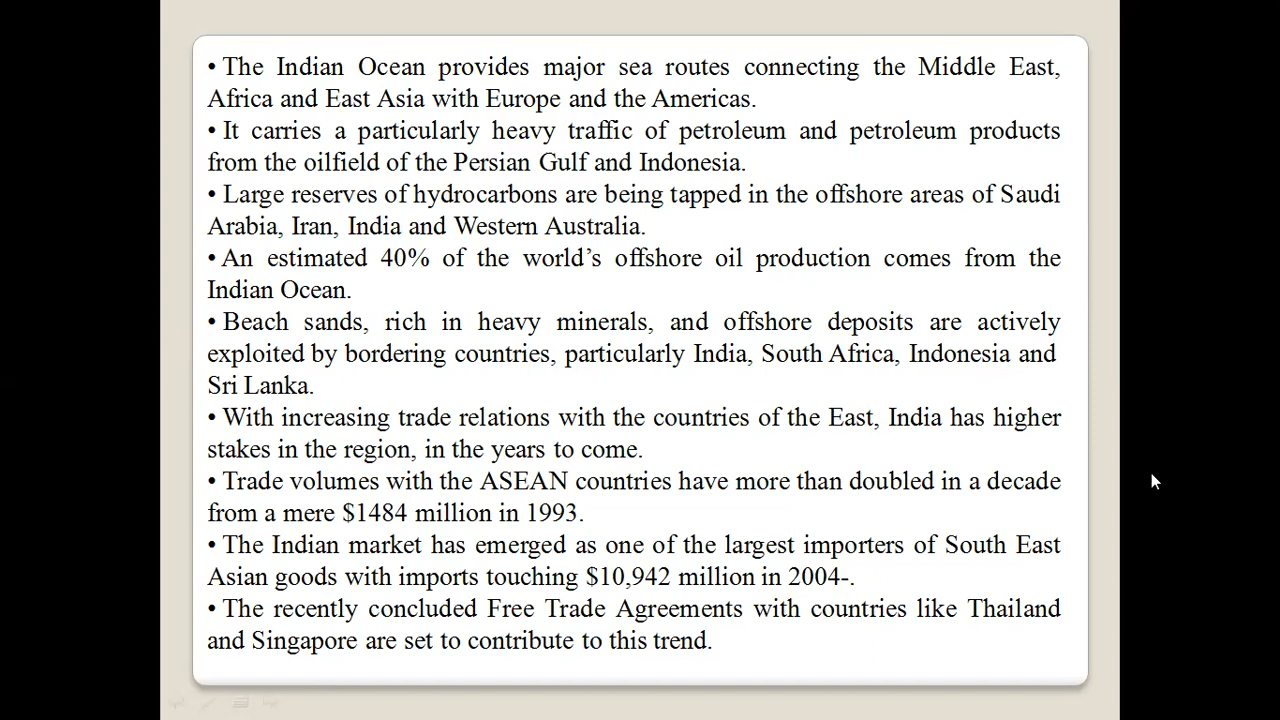 • The Indian Ocean provides major sea routes connecting the Middle East,
Africa and East Asia with Europe and the Americas.
• It carries a particularly heavy traffic of petroleum and petroleum products
from the oilfield of the Persian Gulf and Indonesia.
• Large reserves of hydrocarbons are being tapped in the offshore areas of Saudi
Arabia, Iran, India and Western Australia.
• An estimated 40% of the world’s offshore oil production comes from the
Indian Ocean.
• Beach sands, rich in heavy minerals, and offshore deposits are actively
exploited by bordering countries, particularly India, South Africa, Indonesia and
Sri Lanka.
• With increasing trade relations with the countries of the East, India has higher
stakes in the region, in the years to come.
• Trade volumes with the ASEAN countries have more than doubled in a decade
from a mere $1484 million in 1993.
• The Indian market has emerged as one of the largest importers of South East
Asian goods with imports touching $10,942 million in 2004-.
• The recently concluded Free Trade Agreements with countries like Thailand
and Singapore are set to contribute to this trend.